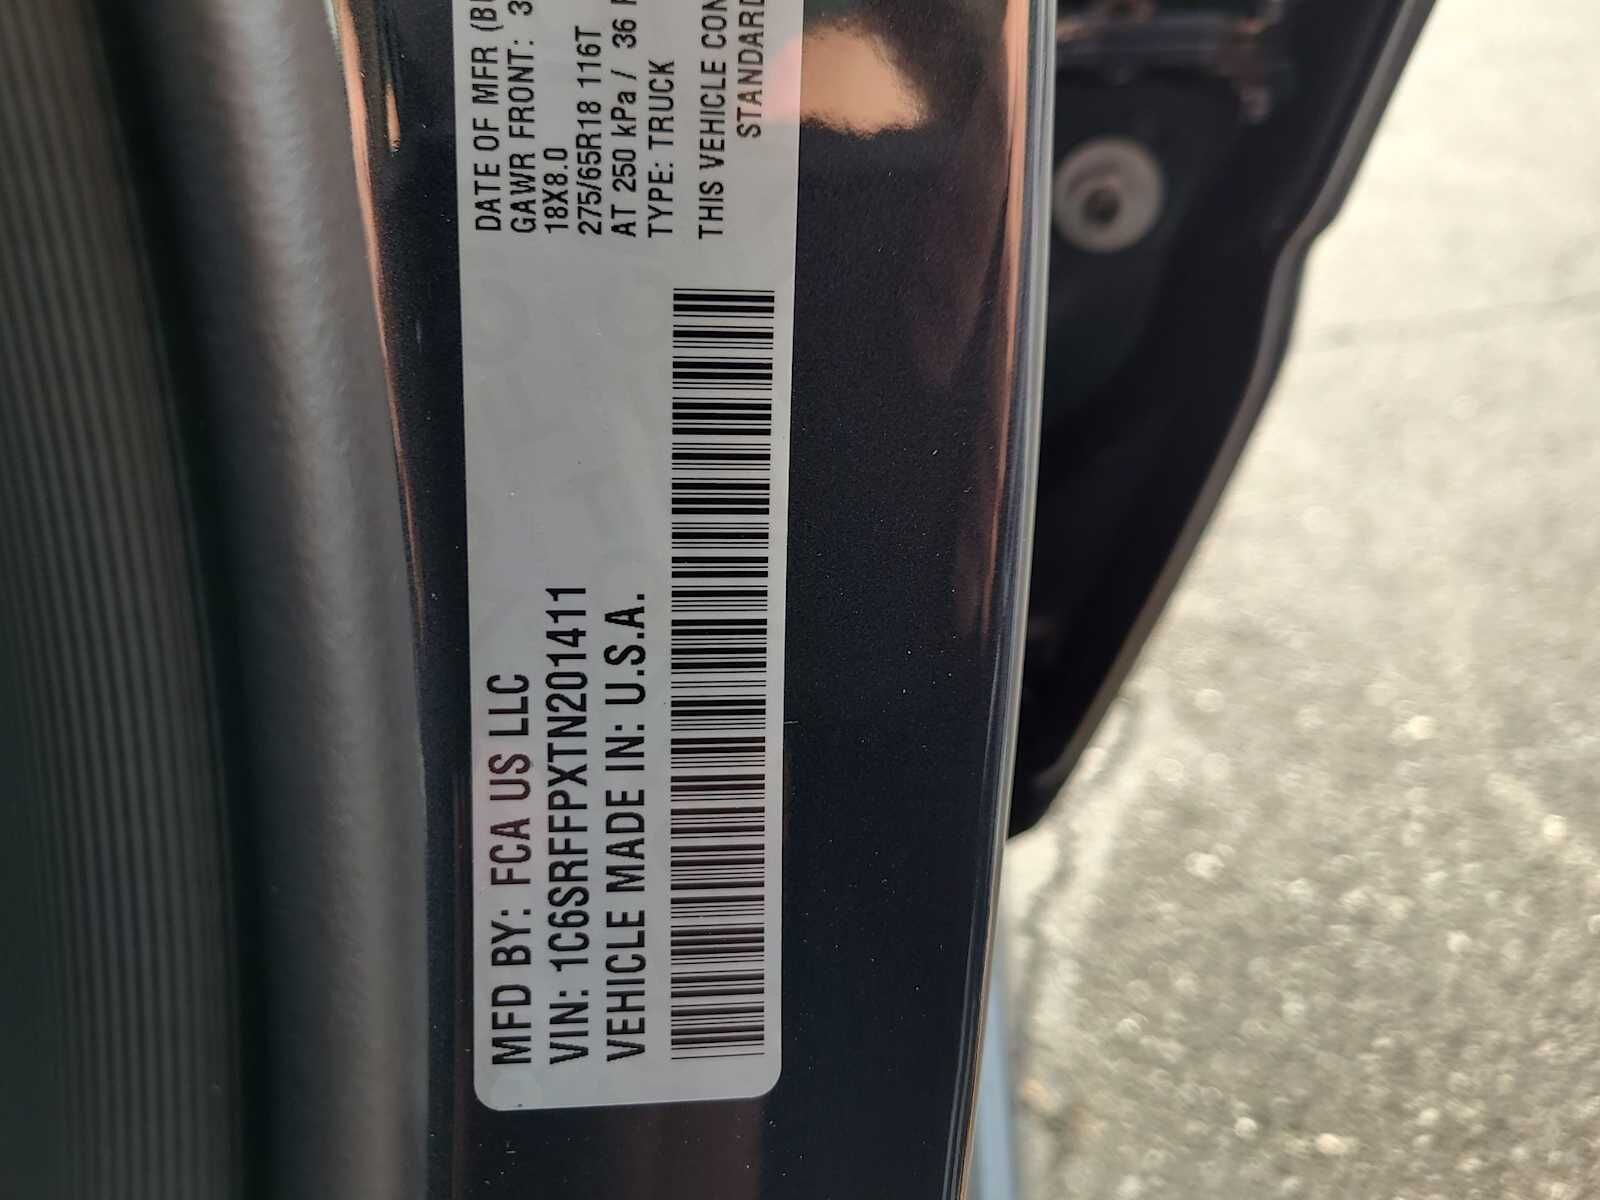 MFD BY: FCA US LLC
VIN: 1C6SRFFPXTN201411
VEHICLE MADE IN: U.S.A.
DATE OF MFR
GAWR FRONT:
18X8.0
275/65R18 116T
AT 250 kPa / 36
TYPE: TRUCK
THIS VEHICLE
STANDARD